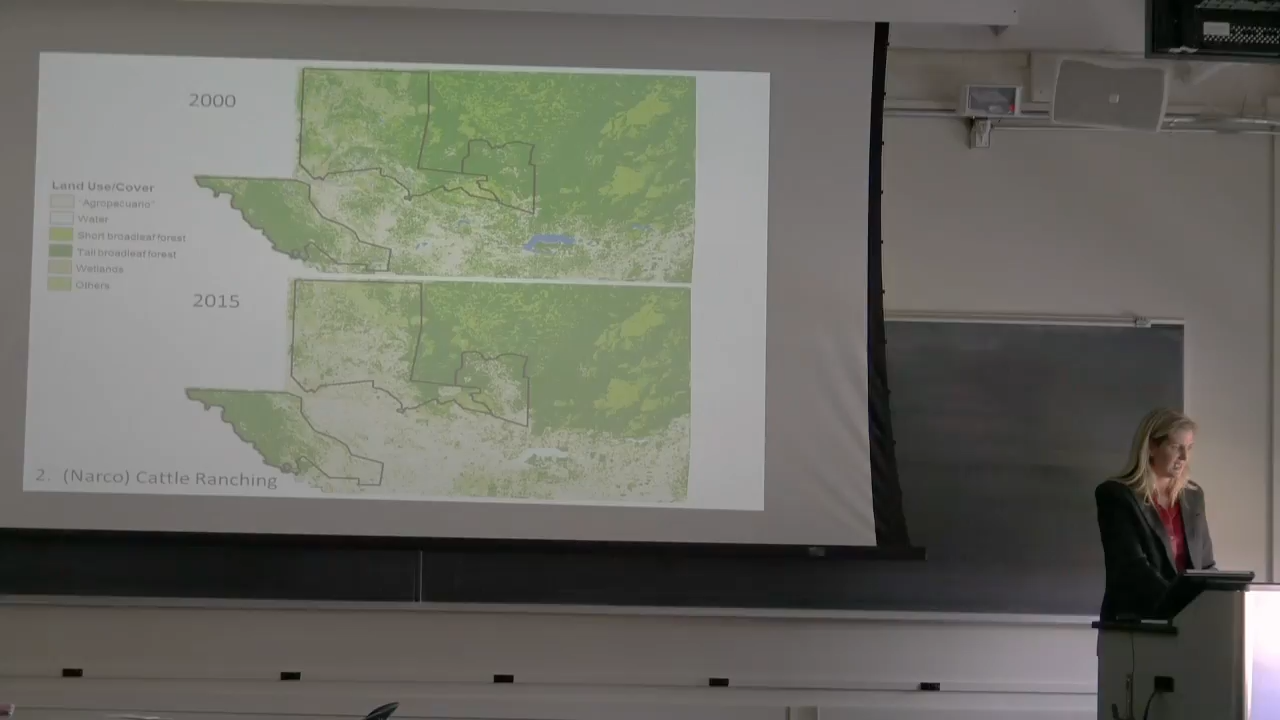 2000
Land Use/Cover
"Agropecuario"
Water
Short broadleaf forest
Tall broadleaf forest
Wetlands
Others
2015
2. (Narco) Cattle Ranching